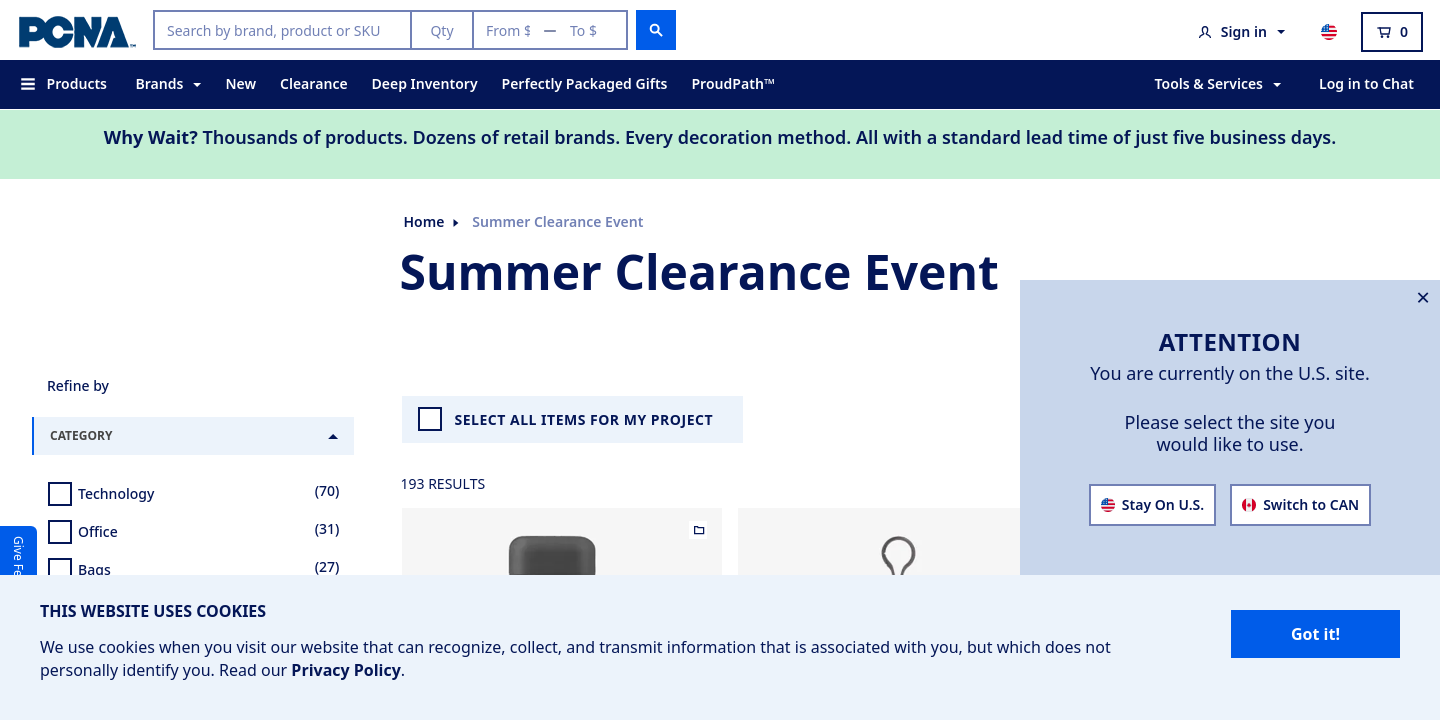 PCNA™
Search by brand, product or SKU
Qty
From $
To $
Sign in
0
Products
Brands
New
Clearance
Deep Inventory
Perfectly Packaged Gifts
ProudPath™
Tools & Services
Log in to Chat
Why Wait? Thousands of products. Dozens of retail brands. Every decoration method. All with a standard lead time of just five business days.
Home
Summer Clearance Event
Summer Clearance Event
ATTENTION
You are currently on the U.S. site.
Please select the site you
would like to use.
Stay On U.S.
Switch to CAN
Refine by
CATEGORY
SELECT ALL ITEMS FOR MY PROJECT
193 RESULTS
Technology
(70)
Office
(31)
Bags
(27)
Give Fe
THIS WEBSITE USES COOKIES
We use cookies when you visit our website that can recognize, collect, and transmit information that is associated with you, but which does not
personally identify you. Read our Privacy Policy.
Got it!